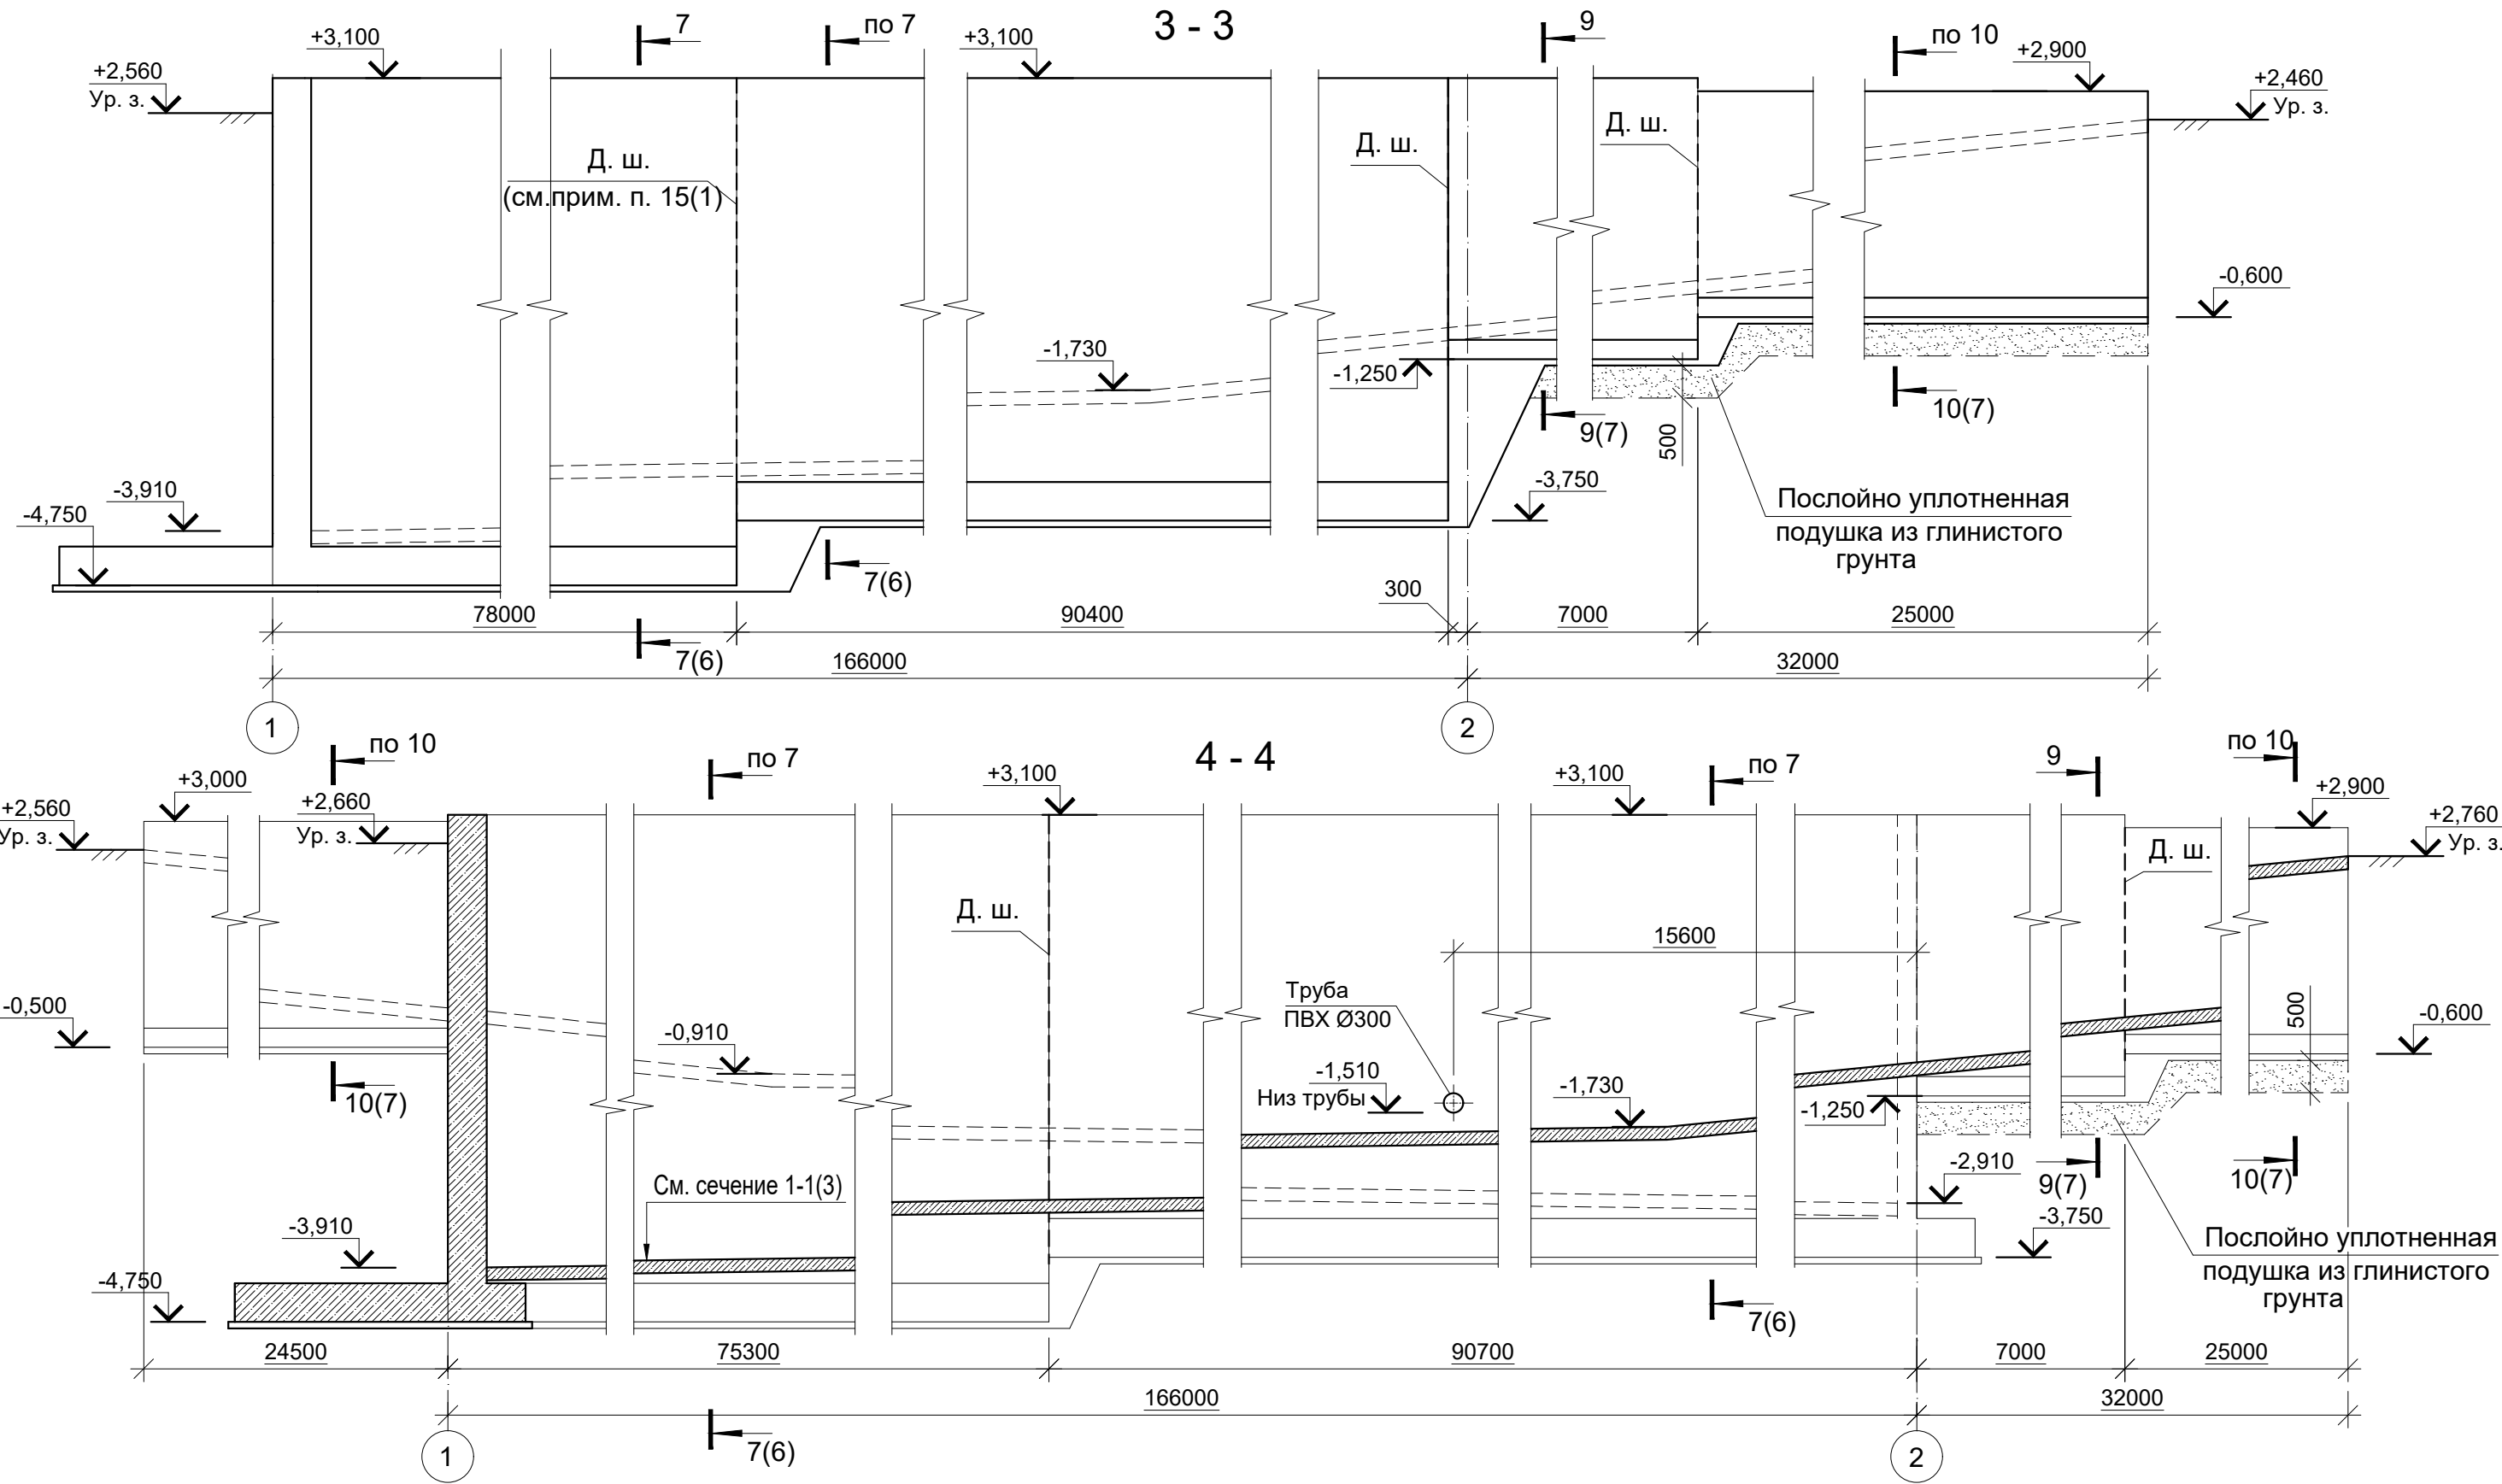 3 - 3
7
по 7
9
по 10
+3,100
+3,100
+2,900
+2,560
Ур. з.
+2,460
Ур. з.
Д. ш.
(см.прим. п. 15(1)
Д. ш.
Д. ш.
-0,600
-1,730
-1,250
9(7)
10(7)
500
-3,910
-4,750
-3,750
Послойно уплотненная
подушка из глинистого
грунта
7(6)
300
78000
90400
7000
25000
7(6)
166000
32000
1
2
4 - 4
по 10
по 7
по 7
9
по 10
+3,000
+3,100
+3,100
+2,900
+2,560
Ур. з.
+2,660
Ур. з.
+2,760
Ур. з.
Д. ш.
Д. ш.
15600
Труба
ПВХ Ø300
-0,500
-0,910
-1,510
Низ трубы
-1,730
-1,250
500
-0,600
10(7)
См. сечение 1-1(3)
-2,910
9(7)
10(7)
-3,910
-3,750
-4,750
Послойно уплотненная
подушка из глинистого
грунта
7(6)
24500
75300
90700
7000
25000
166000
32000
7(6)
1
2